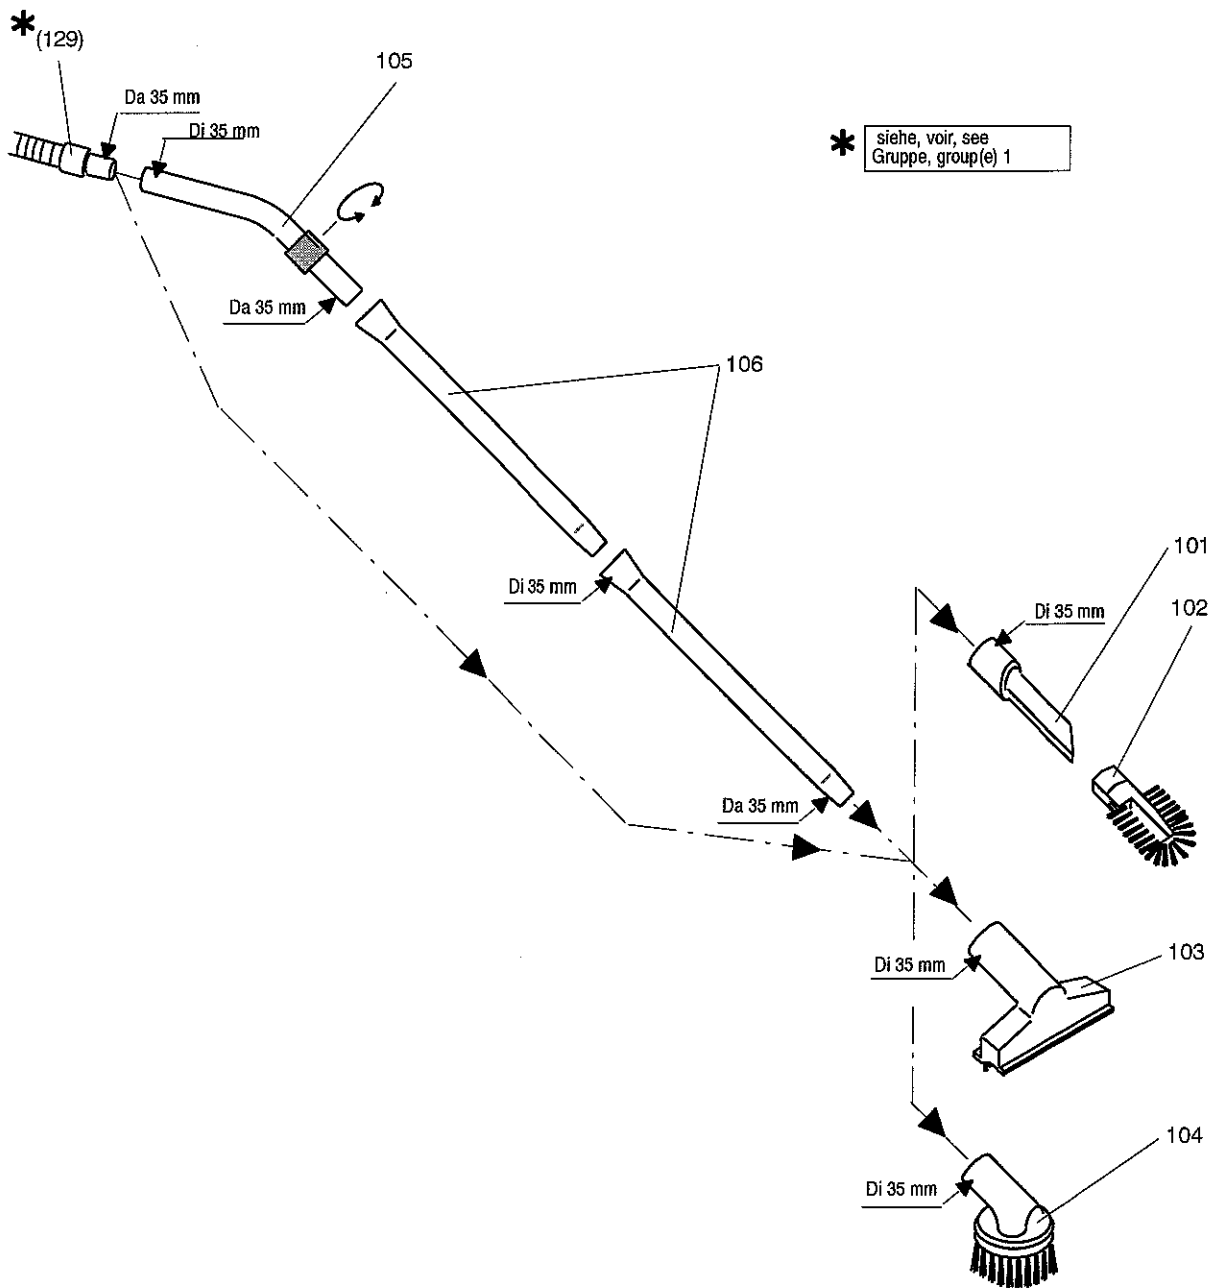 *
(129)
105
Da 35 mm
Di 35 mm
* siehe, voir, see
Gruppe, group(e) 1
Da 35 mm
106
101
Di 35 mm
102
Di 35 mm
Da 35 mm
103
Di 35 mm
104
Di 35 mm